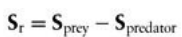 Sᵣ = Sprey − Spredator